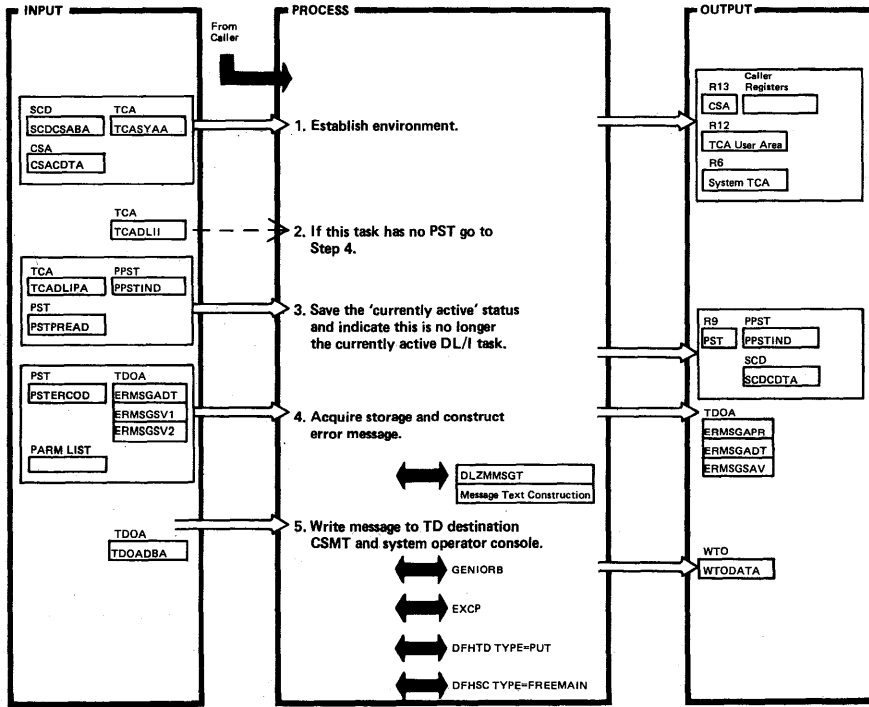 INPUT
PROCESS
OUTPUT
From
Caller
SCD
TCA
SCDCSABA
TCASYAA
CSA
CSACDTA
1. Establish environment.
R13
Caller
Registers
CSA
R12
TCA User Area
R6
System TCA
TCA
TCADLII
2. If this task has no PST go to
Step 4.
TCA
PPST
TCADLIPA
PPSTIND
PST
PSTPREAD
3. Save the 'currently active' status
and indicate this is no longer
the currently active DL/I task.
R9
PPST
PST
PPSTIND
SCD
SCDCDTA
PST
TDOA
PSTERCOD
ERMSGADT
ERMSGSV1
ERMSGSV2
PARM LIST
4. Acquire storage and construct
error message.
TDOA
ERMSGAPR
ERMSGADT
ERMSGSAV
DLZMMSGT
Message Text Construction
TDOA
TDOADBA
5. Write message to TD destination
CSMT and system operator console.
GENIORB
WTO
WTODATA
EXCP
DFHTD TYPE=PUT
DFHSC TYPE=FREEMAIN